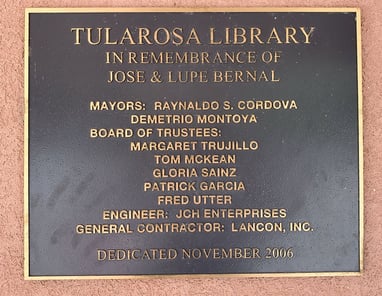 TULAROSA LIBRARY
IN REMEMBRANCE OF
JOSE & LUPE BERNAL
MAYORS: RAYNALDO S. CORDOVA
DEMETRIO MONTOYA
BOARD OF TRUSTEES:
MARGARET TRUJILLO
TOM MCKEAN
GLORIA SAINZ
PATRICK GARCIA
FRED UTTER
ENGINEER: JCH ENTERPRISES
GENERAL CONTRACTOR: LANCON, INC.
DEDICATED NOVEMBER 2006